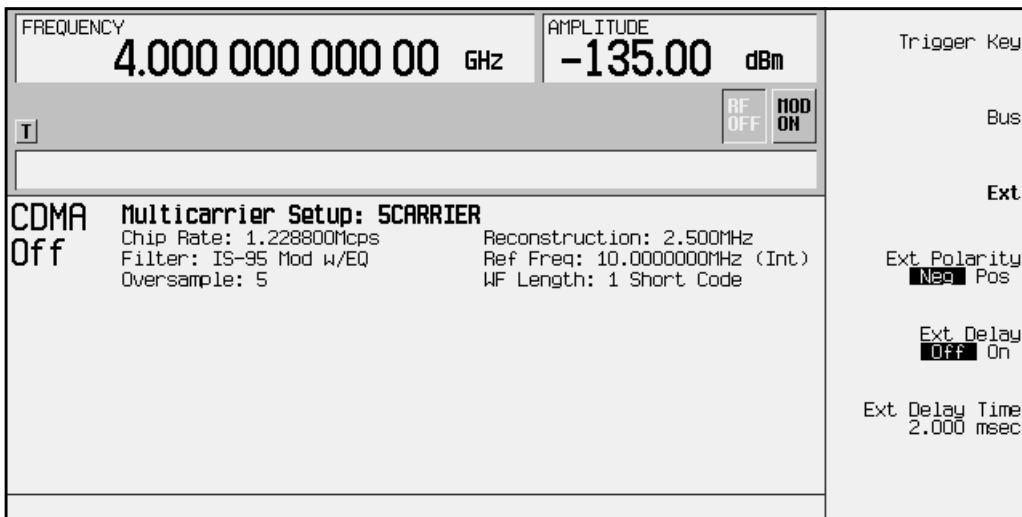 FREQUENCY
4.000 000 000 00 GHz
AMPLITUDE
-135.00 dBm
RF OFF
MOD ON
T
CDMA Off
Multicarrier Setup: 5CARRIER
Chip Rate: 1.228800Mcps
Reconstruction: 2.500MHz
Filter: IS-95 Mod w/EQ
Ref Freq: 10.0000000MHz (Int)
Oversample: 5
WF Length: 1 Short Code
Trigger Key
Bus
Ext
Ext Polarity
Neg Pos
Ext Delay
Off On
Ext Delay Time
2.000 msec